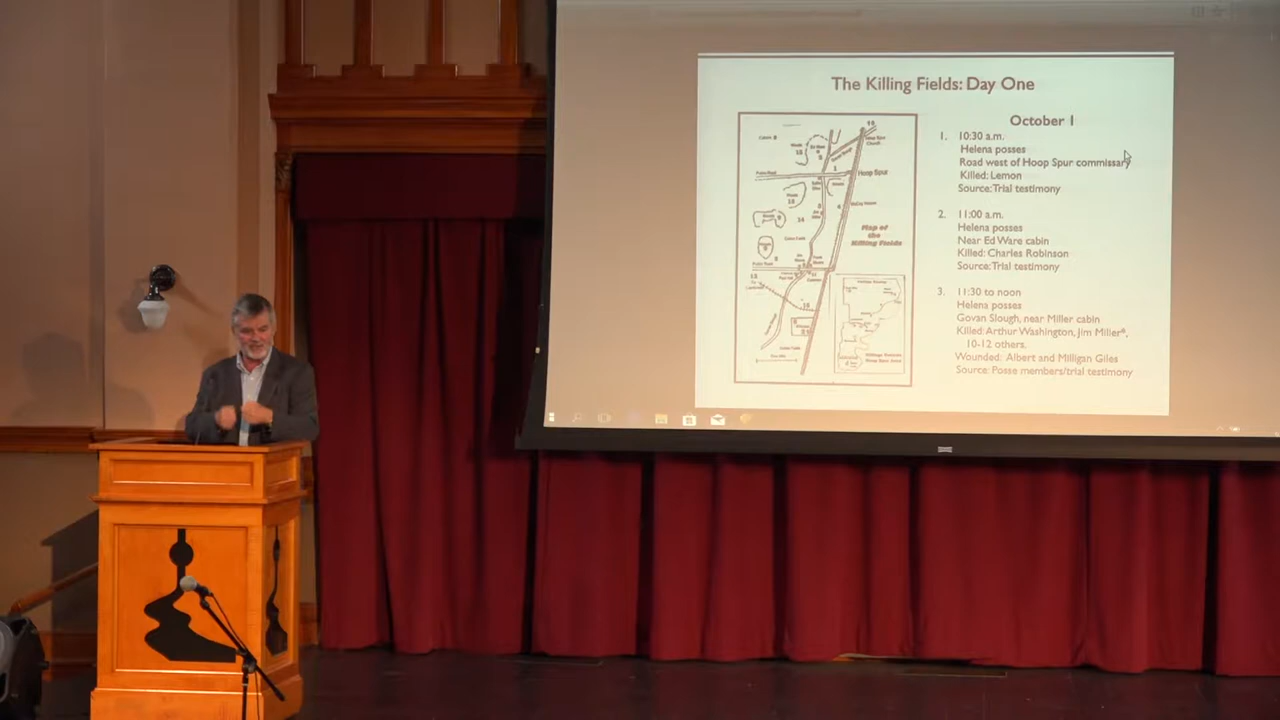 The Killing Fields: Day One
October 1
1. 10:30 a.m.
Helena posses
Road west of Hoop Spur commissary
Killed: Lemon
Source: Trial testimony
2. 11:00 a.m.
Helena posses
Near Ed Ware cabin
Killed: Charles Robinson
Source: Trial testimony
3. 11:30 to noon
Helena posses
Govan Slough, near Miller cabin
Killed: Arthur Washington, Jim Miller*,
10-12 others.
Wounded: Albert and Milligan Giles
Source: Posse members/trial testimony
Hoop Spur
Map of
the
Killing Fields